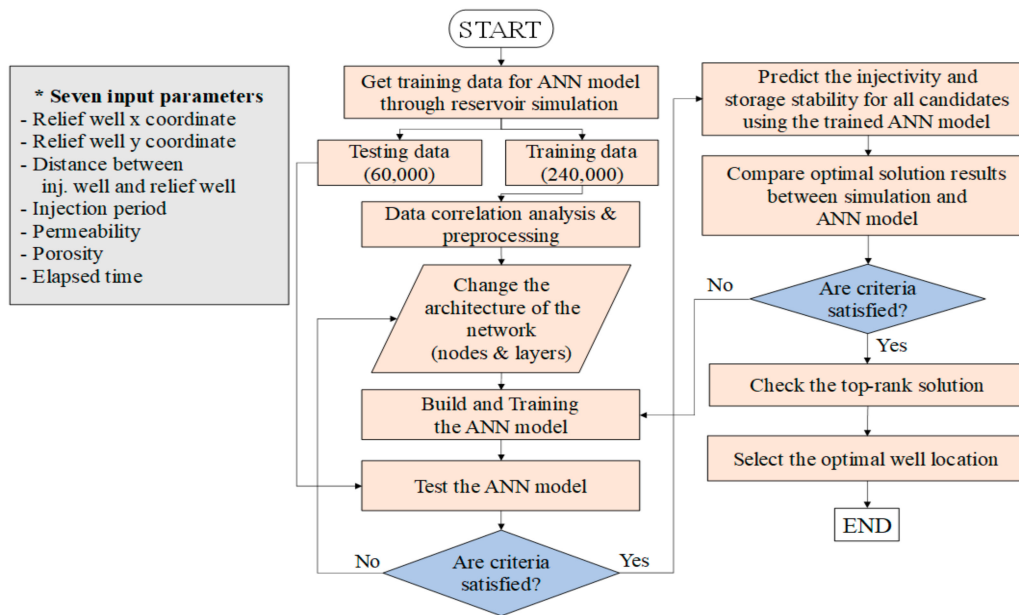 START
* Seven input parameters
- Relief well x coordinate
- Relief well y coordinate
- Distance between
inj. well and relief well
- Injection period
- Permeability
- Porosity
- Elapsed time
Get training data for ANN model
through reservoir simulation
Testing data
(60,000)
Training data
(240,000)
Data correlation analysis &
preprocessing
Change the
architecture of the
network
(nodes & layers)
Build and Training
the ANN model
Test the ANN model
No
Are criteria
satisfied?
Yes
Predict the injectivity and
storage stability for all candidates
using the trained ANN model
Compare optimal solution results
between simulation and
ANN model
No
Are criteria
satisfied?
Yes
Check the top-rank solution
Select the optimal well location
END